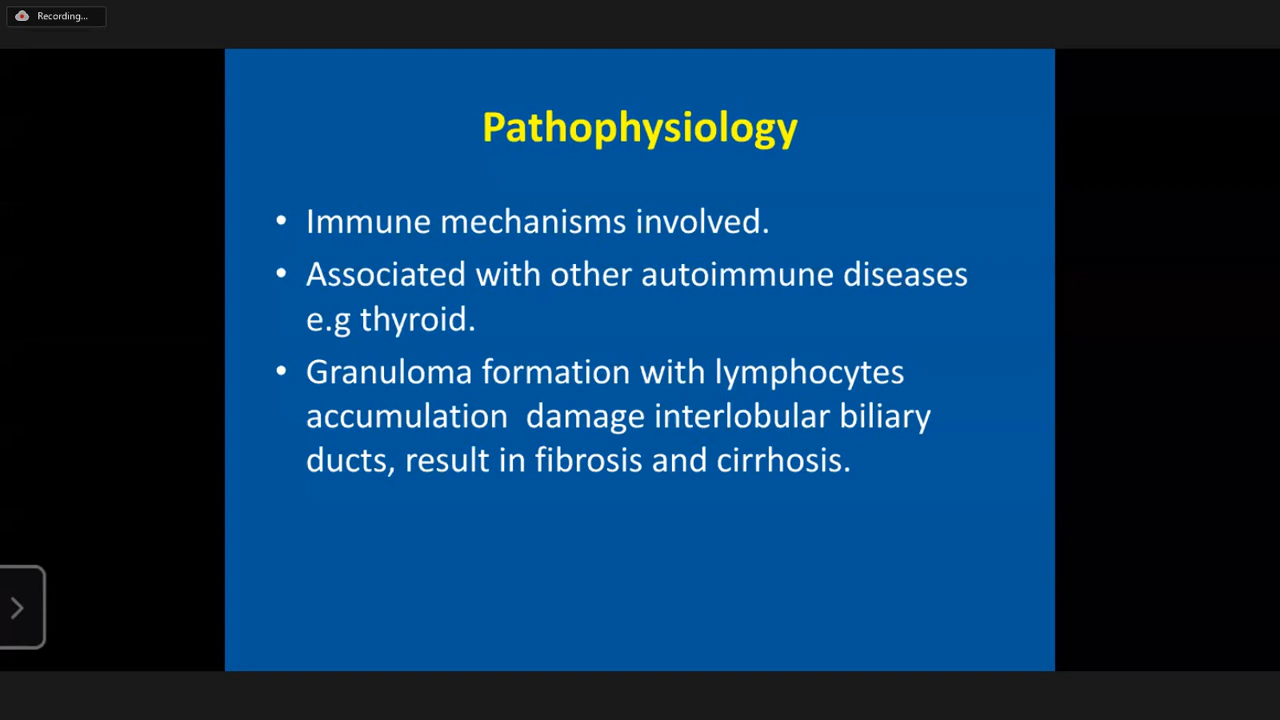 Recording...
Pathophysiology
• Immune mechanisms involved.
• Associated with other autoimmune diseases
e.g thyroid.
• Granuloma formation with lymphocytes
accumulation  damage interlobular biliary
ducts, result in fibrosis and cirrhosis.